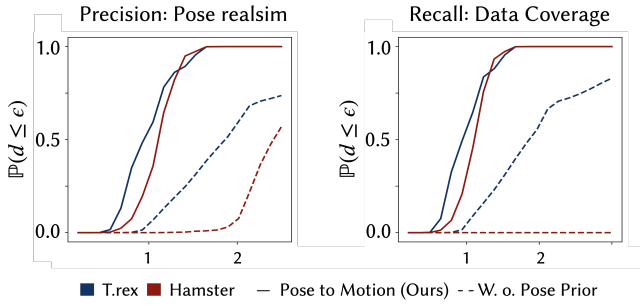 Precision: Pose realsim
Recall: Data Coverage
ℙ(d ≤ ϵ)
1.0
0.5
0.0
1 2
ℙ(d ≤ ϵ)
1.0
0.5
0.0
1 2
T.rex Hamster — Pose to Motion (Ours) - - W. o. Pose Prior